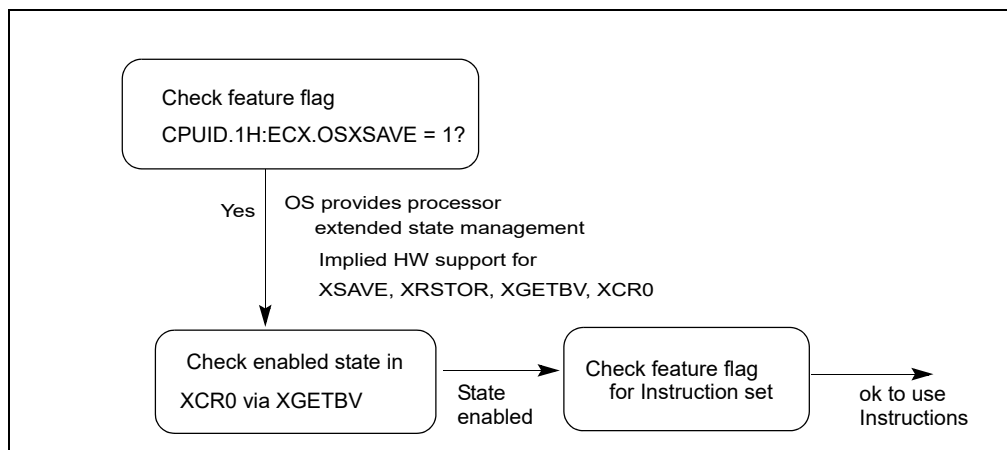 Check feature flag
CPUID.1H:ECX.OSXSAVE = 1?
Yes
OS provides processor
extended state management
Implied HW support for
XSAVE, XRSTOR, XGETBV, XCR0
Check enabled state in
XCR0 via XGETBV
State
enabled
Check feature flag
for Instruction set
ok to use
Instructions